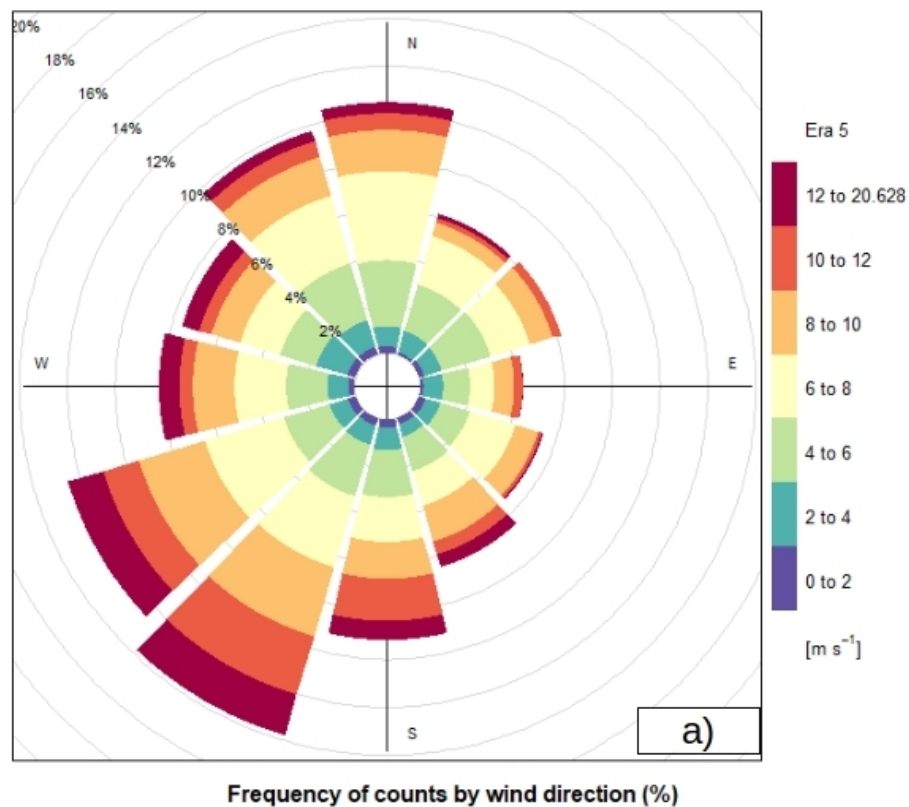 20%
18%
16%
14%
12%
10%
8%
6%
4%
2%
N
W
E
S
a)
Era 5
12 to 20.628
10 to 12
8 to 10
6 to 8
4 to 6
2 to 4
0 to 2
[m s⁻¹]
Frequency of counts by wind direction (%)